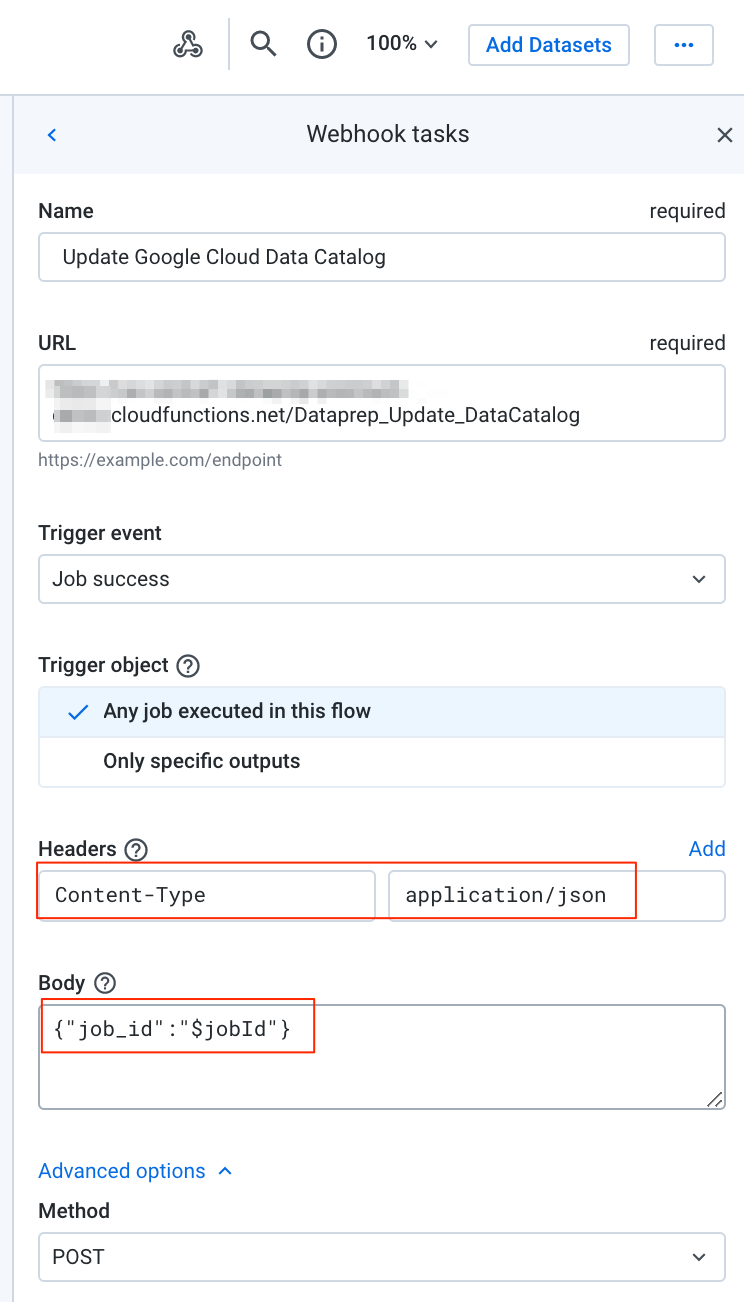 100%
Add Datasets
Webhook tasks
Name required
Update Google Cloud Data Catalog
URL required
cloudfunctions.net/Dataprep_Update_DataCatalog
https://example.com/endpoint
Trigger event
Job success
Trigger object
Any job executed in this flow
Only specific outputs
Headers Add
Content-Type application/json
Body
{"job_id":"$jobId"}
Advanced options
Method
POST